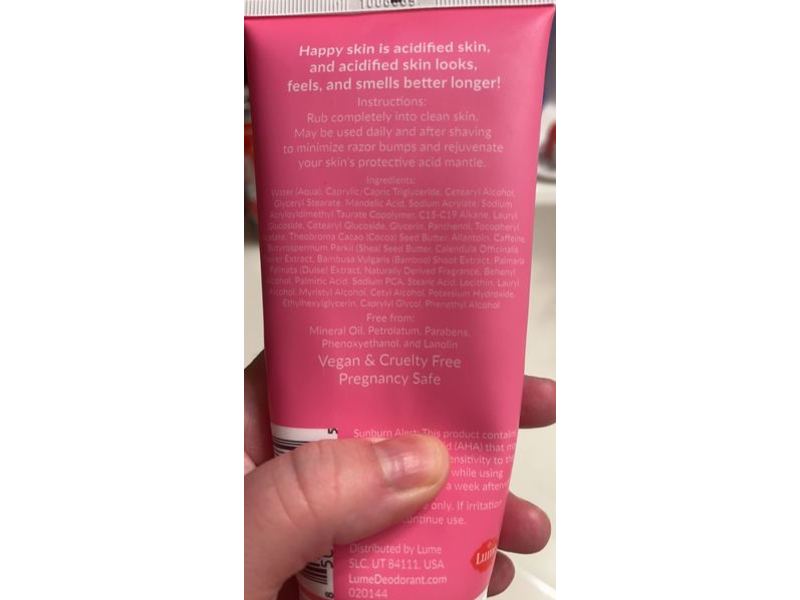 Happy skin is acidified skin,
and acidified skin looks,
feels, and smells better longer!
Instructions:
Rub completely into clean skin.
May be used daily and after shaving
to minimize razor bumps and rejuvenate
your skin's protective acid mantle.
Ingredients:
Water (Aqua), Caprylic/Capric Triglyceride, Cetearyl Alcohol,
Glyceryl Stearate, Mandelic Acid, Sodium Acrylate/Sodium
Acryloyldimethyl Taurate Copolymer, C15-C19 Alkane, Lauryl
Glucoside, Cetearyl Glucoside, Glycerin, Panthenol, Tocopheryl
Theobroma Cacao (Cocoa) Seed Butter, Allantoin, Caffeine,
Butyrospermum Parkii (Shea) Seed Butter, Calendula Officinalis
Extract, Bambusa Vulgaris (Bamboo) Shoot Extract, Palmaria
Palmata (Dulse) Extract, Naturally Derived Fragrance, Behenyl
Alcohol, Palmitic Acid, Sodium PCA, Stearic Acid, Lecithin, Lauryl
Alcohol, Myristyl Alcohol, Cetyl Alcohol, Potassium Hydroxide,
Ethylhexylglycerin, Caprylyl Glycol, Phenethyl Alcohol
Free from:
Mineral Oil, Petrolatum, Parabens,
Phenoxyethanol, and Lanolin
Vegan & Cruelty Free
Pregnancy Safe
5
Sunburn Alert: This product contains
(AHA) that
sensitivity to the
while using
a week
only. If irritation
use.
Distributed by Lume
SLC, UT 84111, USA
LumeDeodorant.com
020144
Lume
8